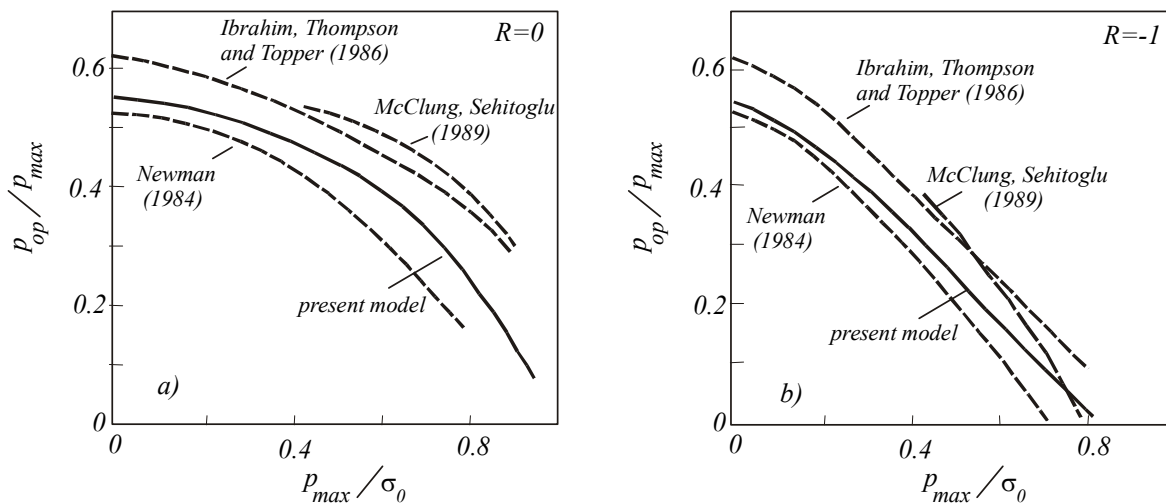 R=0
Ibrahim, Thompson
and Topper (1986)
McClung, Sehitoglu
(1989)
Newman
(1984)
present model
a)
0.6
0.4
0.2
0
p_op / p_max
0
0.4
0.8
0
p_max / σ_0
R=-1
Ibrahim, Thompson
and Topper (1986)
McClung, Sehitoglu
(1989)
Newman
(1984)
present model
b)
0.6
0.4
0.2
0
p_op / p_max
0
0.4
0.8
p_max / σ_0